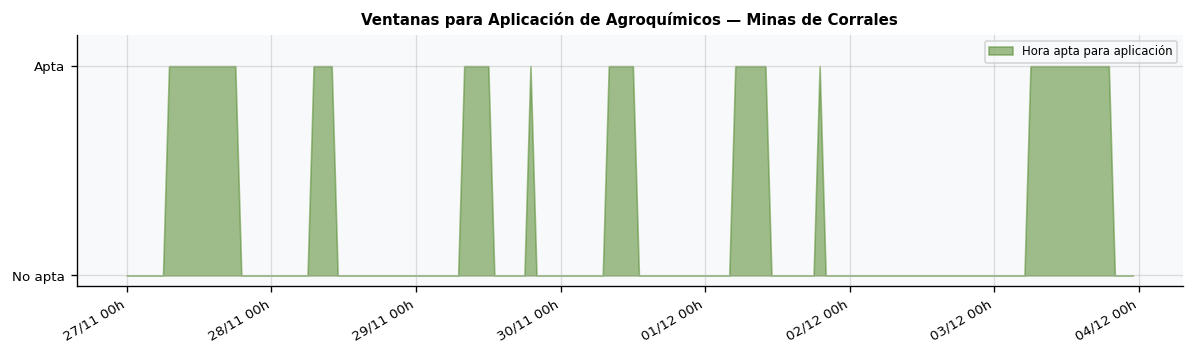 Ventanas para Aplicación de Agroquímicos — Minas de Corrales
Hora apta para aplicación
Apta
No apta
27/11 00h
28/11 00h
29/11 00h
30/11 00h
01/12 00h
02/12 00h
03/12 00h
04/12 00h